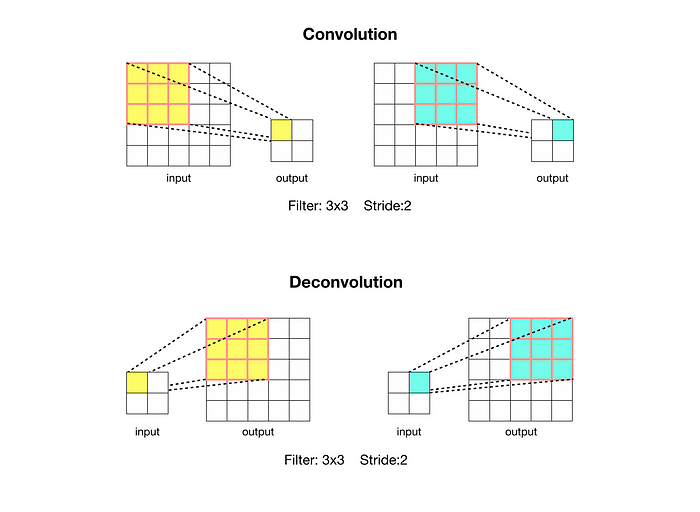 Convolution
input
output
input
output
Filter: 3x3 Stride:2
Deconvolution
input
output
input
output
Filter: 3x3 Stride:2